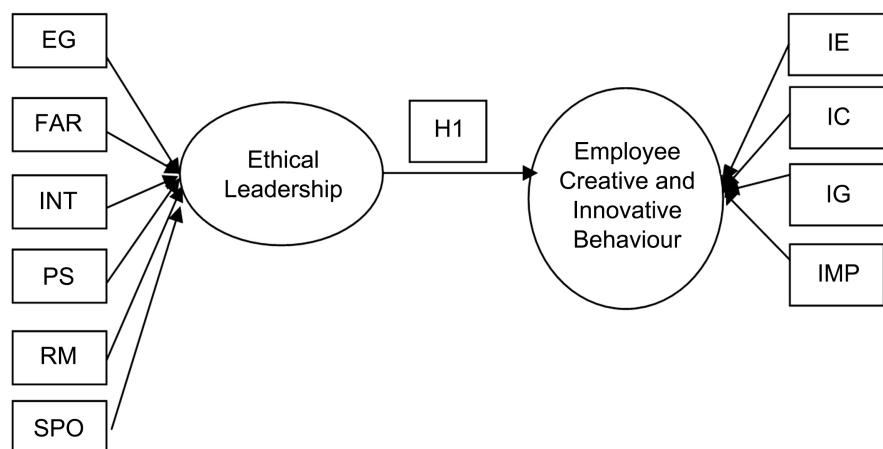 EG
FAR
INT
PS
RM
SPO
Ethical
Leadership
H1
Employee
Creative and
Innovative
Behaviour
IE
IC
IG
IMP